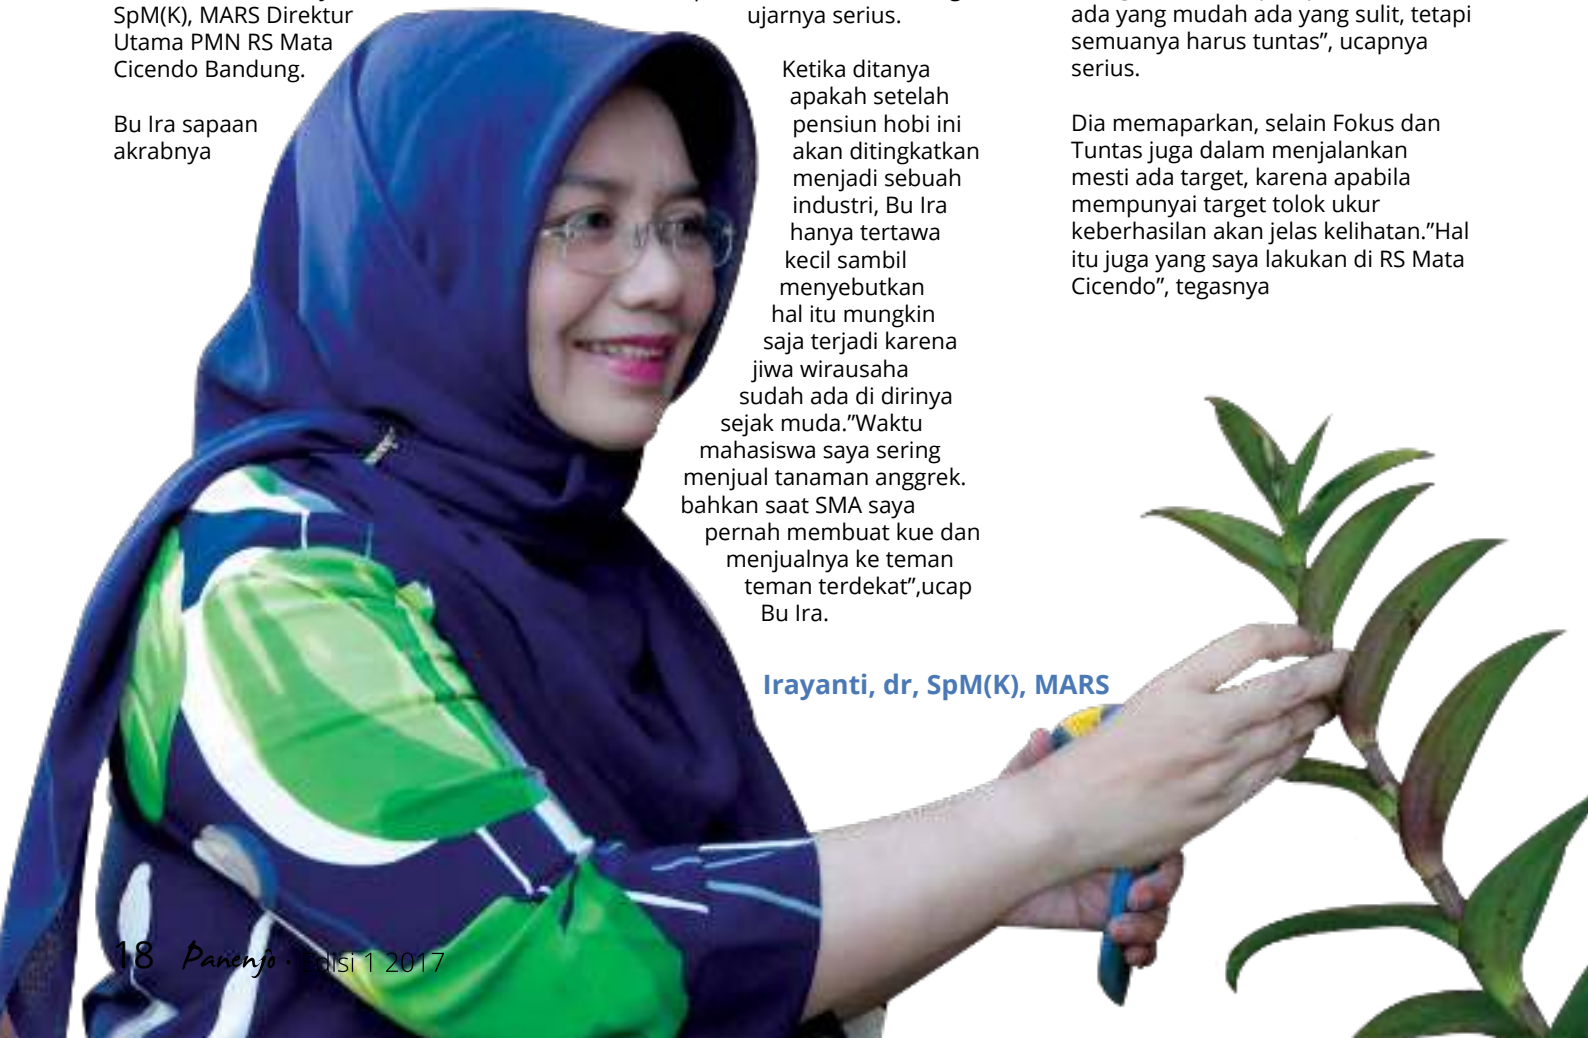 SpM(K), MARS Direktur
Utama PMN RS Mata
Cicendo Bandung.
Bu Ira sapaan
akrabnya
ujarnya serius.
Ketika ditanya
apakah setelah
pensiun hobi ini
akan ditingkatkan
menjadi sebuah
industri, Bu Ira
hanya tertawa
kecil sambil
menyebutkan
hal itu mungkin
saja terjadi karena
jiwa wirausaha
sudah ada di dirinya
sejak muda.”Waktu
mahasiswa saya sering
menjual tanaman anggrek.
bahkan saat SMA saya
pernah membuat kue dan
menjualnya ke teman
teman terdekat”,ucap
Bu Ira.
ada yang mudah ada yang sulit, tetapi
semuanya harus tuntas”, ucapnya
serius.
Dia memaparkan, selain Fokus dan
Tuntas juga dalam menjalankan
mesti ada target, karena apabila
mempunyai target tolok ukur
keberhasilan akan jelas kelihatan.”Hal
itu juga yang saya lakukan di RS Mata
Cicendo”, tegasnya
Irayanti, dr, SpM(K), MARS
18 Panenjo • Edisi 1 2017